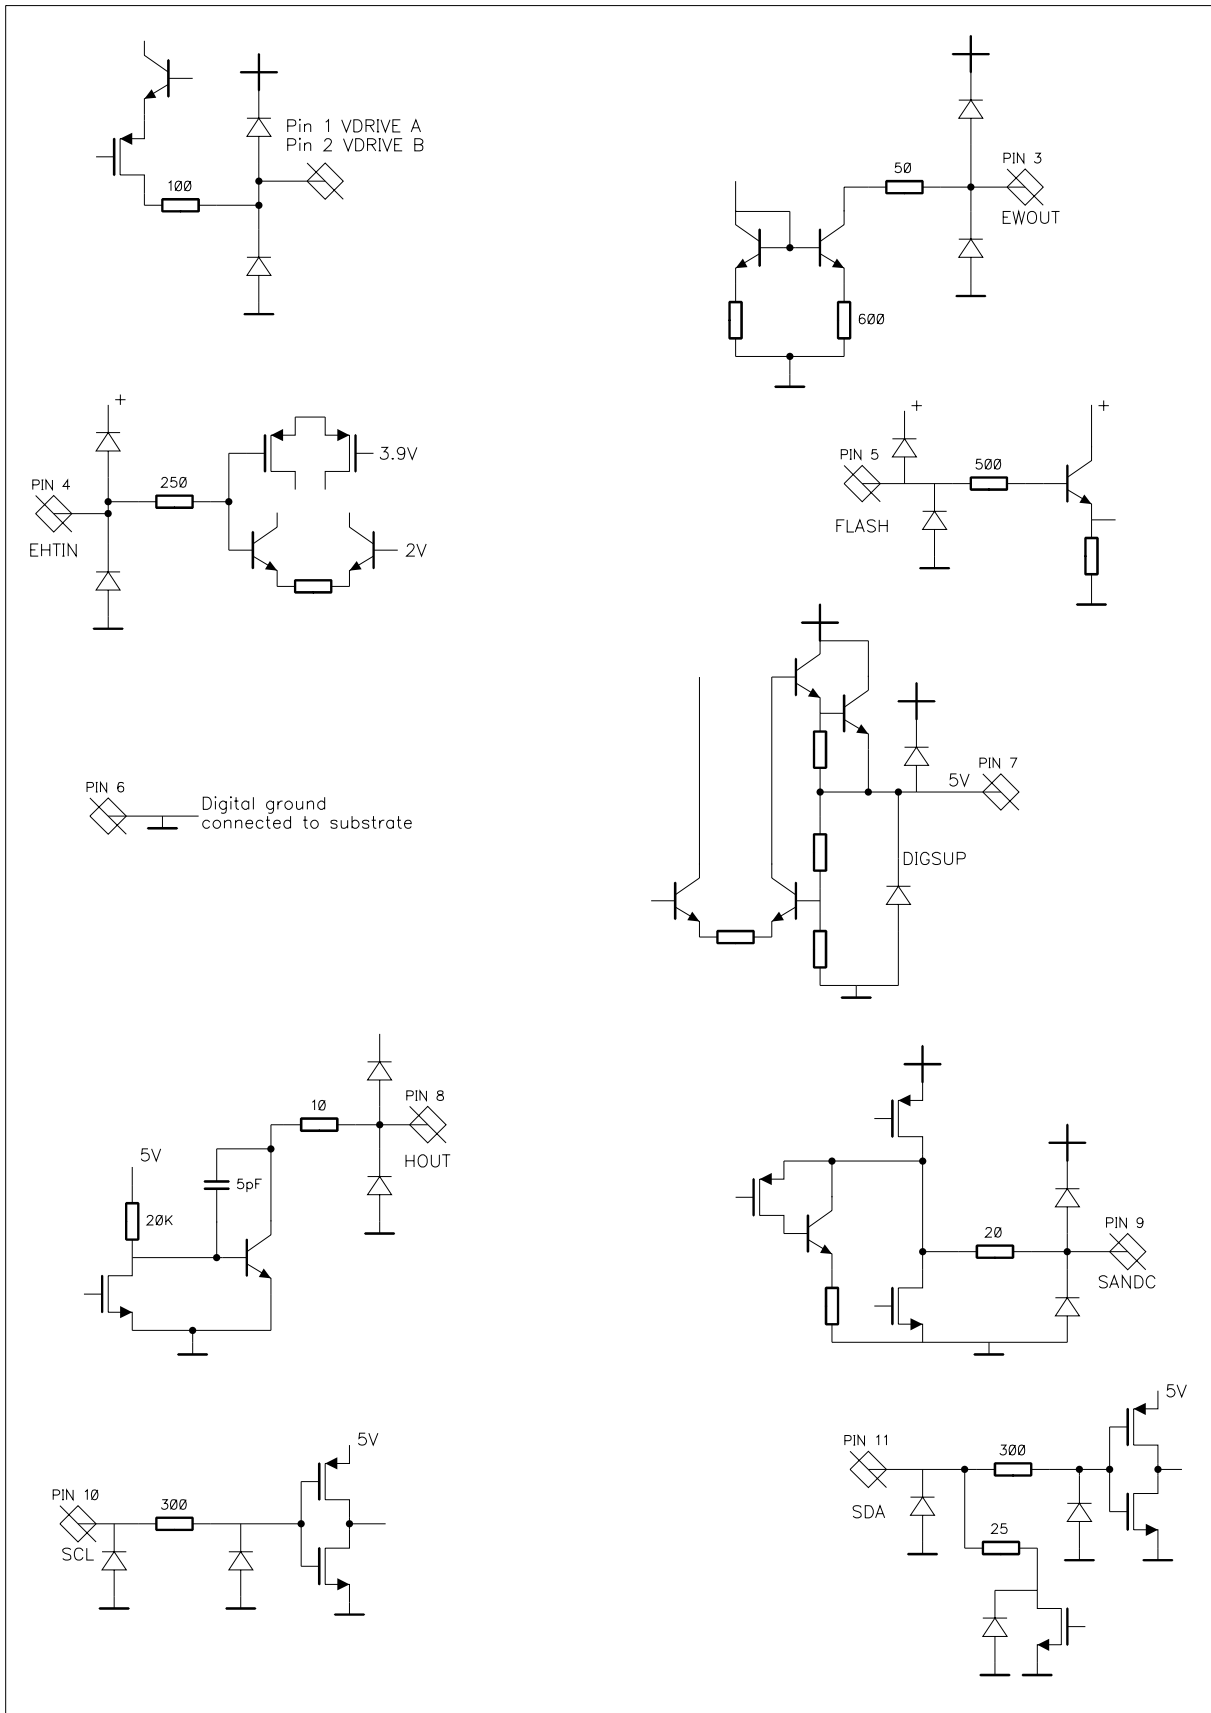 Pin 1 VDRIVE A
Pin 2 VDRIVE B
100
50
PIN 3
EWOUT
600
+
3.9V
PIN 4
250
EHTIN
2V
+
+
PIN 5
500
FLASH
PIN 6
Digital ground
connected to substrate
5V
PIN 7
DIGSUP
PIN 8
10
HOUT
5V
5pF
20K
PIN 9
20
SANDC
5V
PIN 10
300
SCL
5V
PIN 11
300
SDA
25